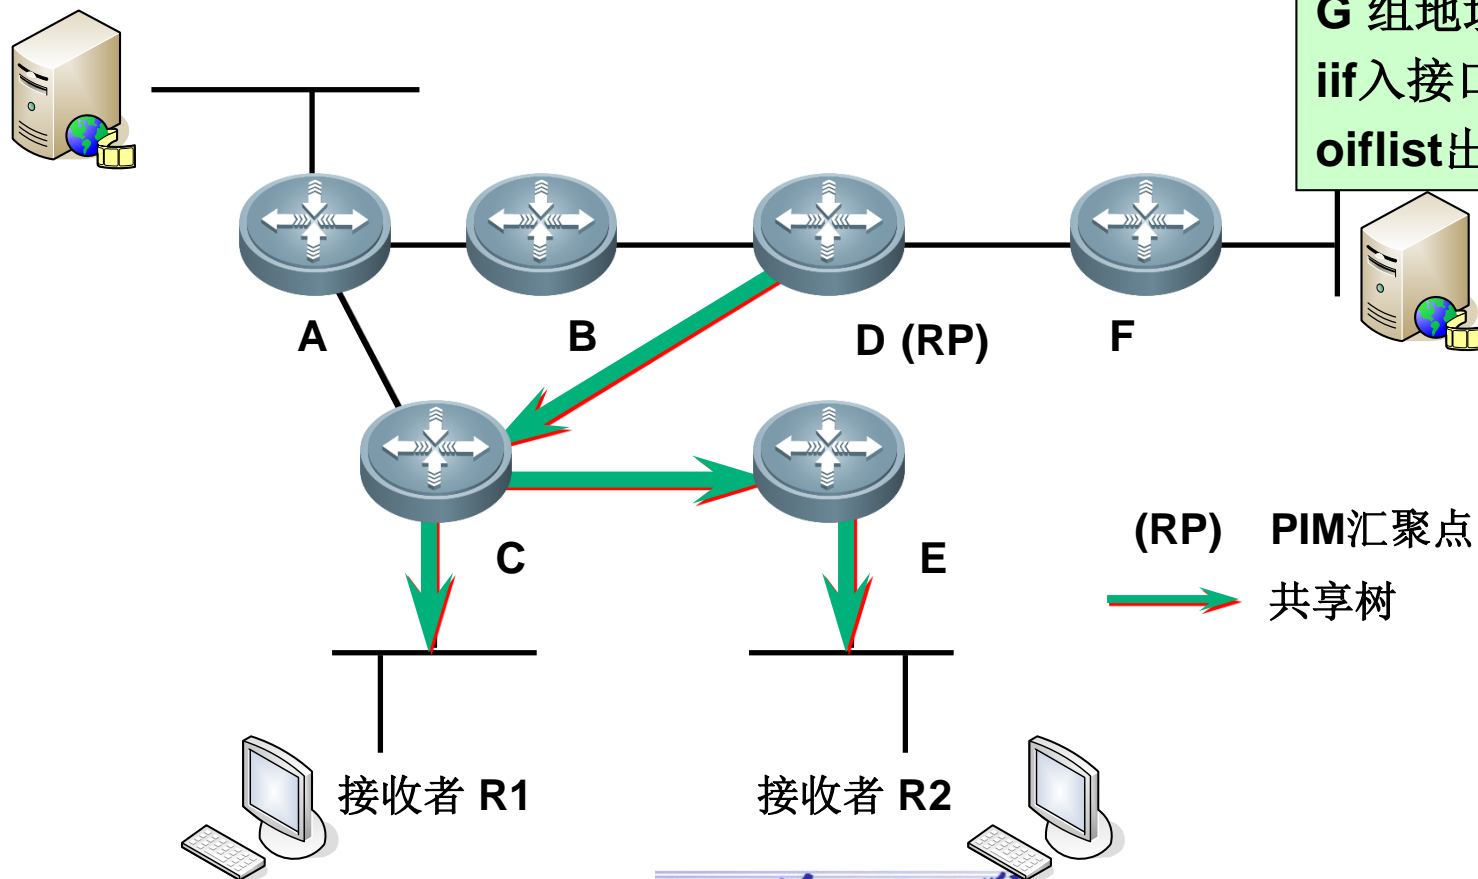 G 组地
iif入接口
oiflist出
A
B
D (RP)
F
C
E
(RP) PIM汇聚点
共享树
接收者 R1
接收者 R2